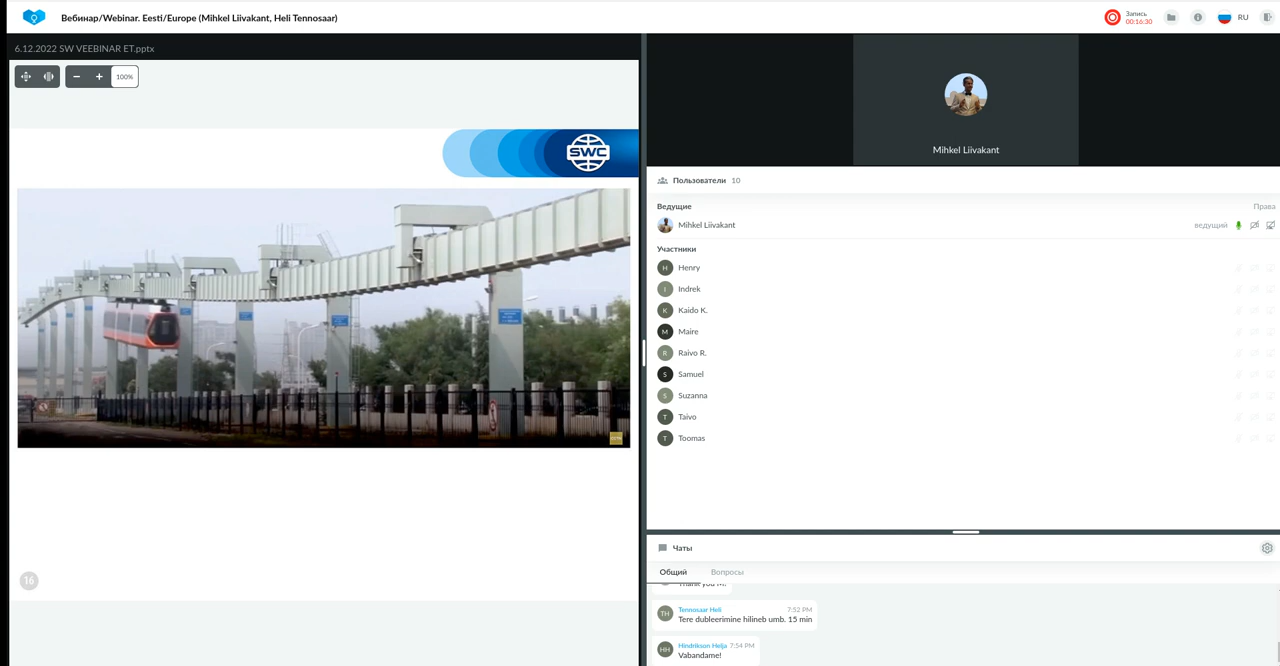 Вебинар/Webinar. Eesti/Europe (Mihkel Liivakant, Heli Tennosaar)
Запись
00:16:30
RU
6.12.2022 SW VEEBINAR ET.pptx
100%
SWC
16
Mihkel Liivakant
Пользователи 10
Ведущие Права
Mihkel Liivakant ведущий
Участники
H Henry
I Indrek
K Kaido K.
M Maire
R Raivo R.
S Samuel
S Suzanna
T Taivo
T Toomas
Чаты
Общий Вопросы
Thank you M!
TH Tennosaar Heli 7:52 PM
Tere dubleerimine hilineb umb. 15 min
HH Hindrikson Helja 7:54 PM
Vabandame!